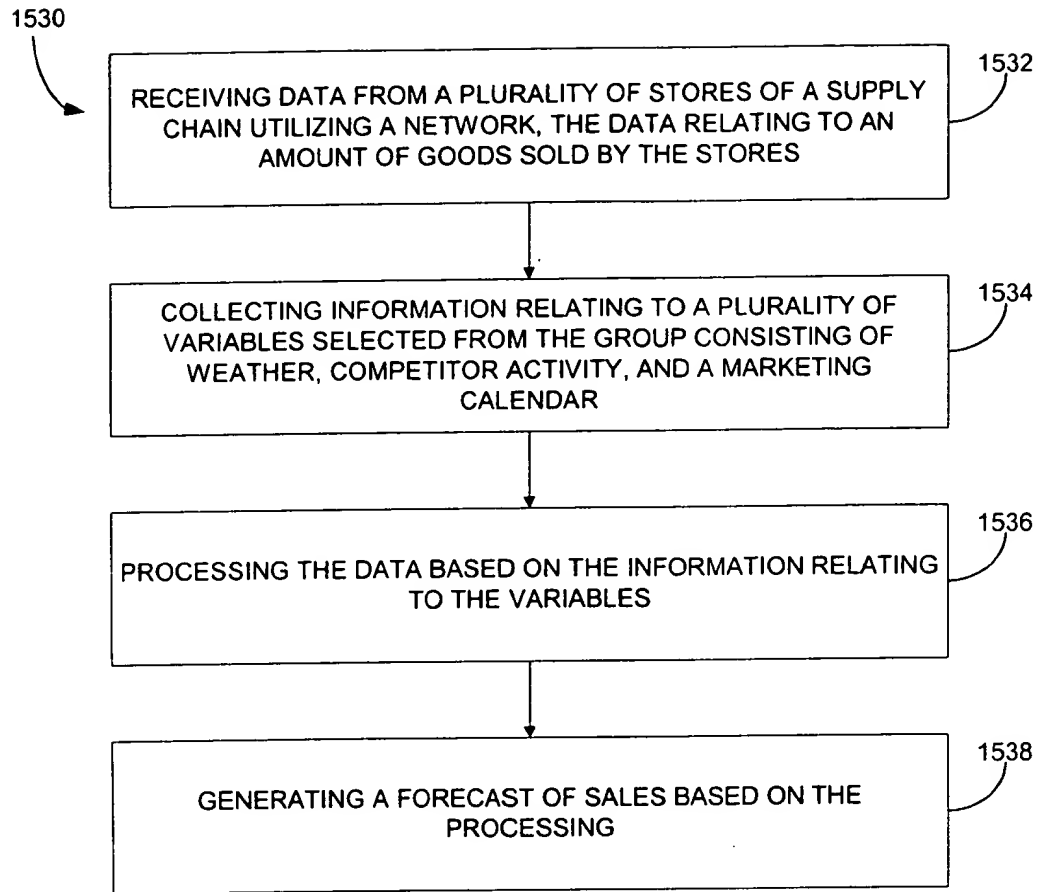 1530
1532
RECEIVING DATA FROM A PLURALITY OF STORES OF A SUPPLY
CHAIN UTILIZING A NETWORK, THE DATA RELATING TO AN
AMOUNT OF GOODS SOLD BY THE STORES
1534
COLLECTING INFORMATION RELATING TO A PLURALITY OF
VARIABLES SELECTED FROM THE GROUP CONSISTING OF
WEATHER, COMPETITOR ACTIVITY, AND A MARKETING
CALENDAR
1536
PROCESSING THE DATA BASED ON THE INFORMATION RELATING
TO THE VARIABLES
1538
GENERATING A FORECAST OF SALES BASED ON THE
PROCESSING